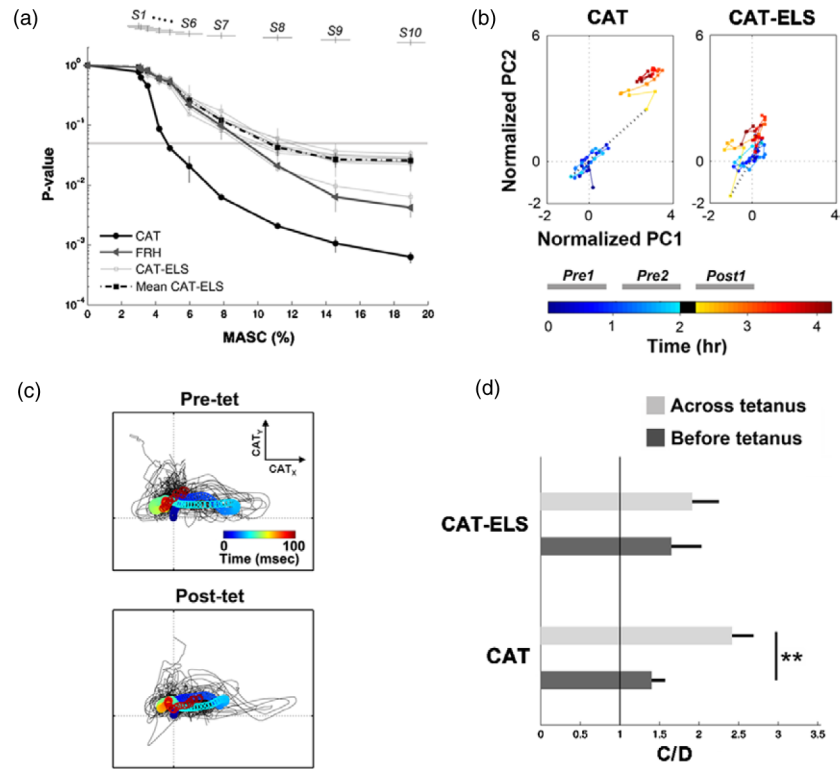 (a)
S1 •••• S6 S7 S8 S9 S10
10^0
10^-1
10^-2
10^-3
10^-4
P-value
CAT
FRH
CAT-ELS
Mean CAT-ELS
0 2 4 6 8 10 12 14 16 18 20
MASC (%)
(b)
CAT CAT-ELS
6 6
0 0
-2 -2
-2 0 4 -2 0 4
Normalized PC2
Normalized PC1
Pre1 Pre2 Post1
0 1 2 3 4
Time (hr)
(c)
Pre-tet
CAT_Y
CAT_X
0 100
Time (msec)
Post-tet
(d)
Across tetanus
Before tetanus
CAT-ELS
CAT
**
0 0.5 1 1.5 2 2.5 3 3.5
C/D